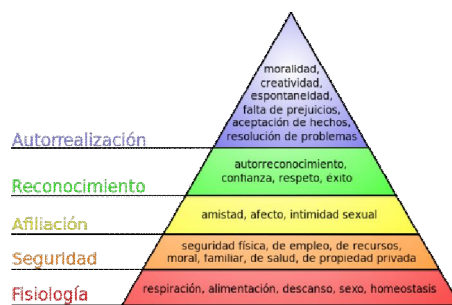 moralidad,
creatividad,
espontaneidad,
falta de prejuicios,
aceptación de hechos,
resolución de problemas
Autorrealización
autorreconocimiento,
confianza, respeto, éxito
Reconocimiento
amistad, afecto, intimidad sexual
Afiliación
seguridad física, de empleo, de recursos,
moral, familiar, de salud, de propiedad privada
Seguridad
respiración, alimentación, descanso, sexo, homeostasis
Fisiología